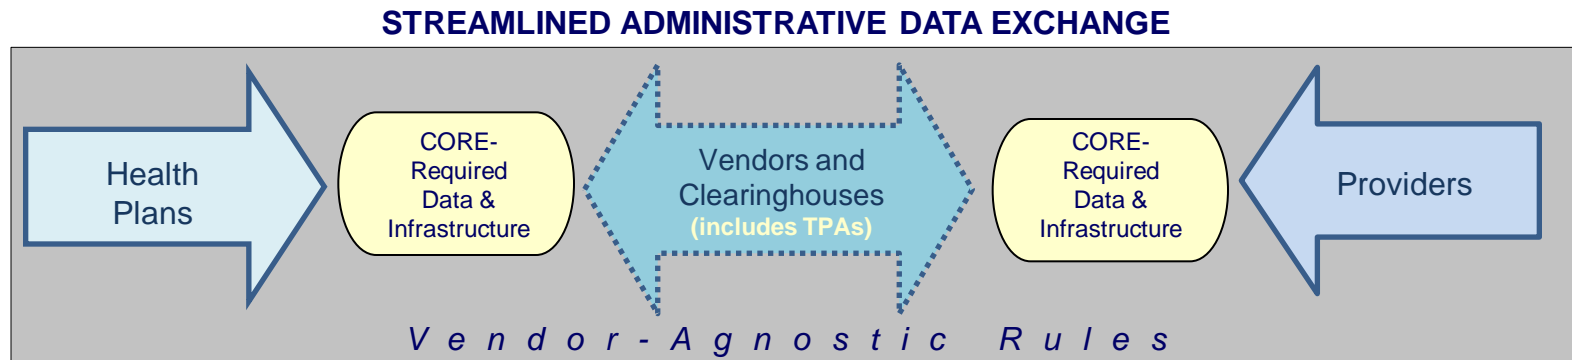 STREAMLINED ADMINISTRATIVE DATA EXCHANGE
Health
Plans
CORE-
Required
Data &
Infrastructure
Vendors and
Clearinghouses
(includes TPAs)
CORE-
Required
Data &
Infrastructure
Providers
Vendor-Agnostic Rules